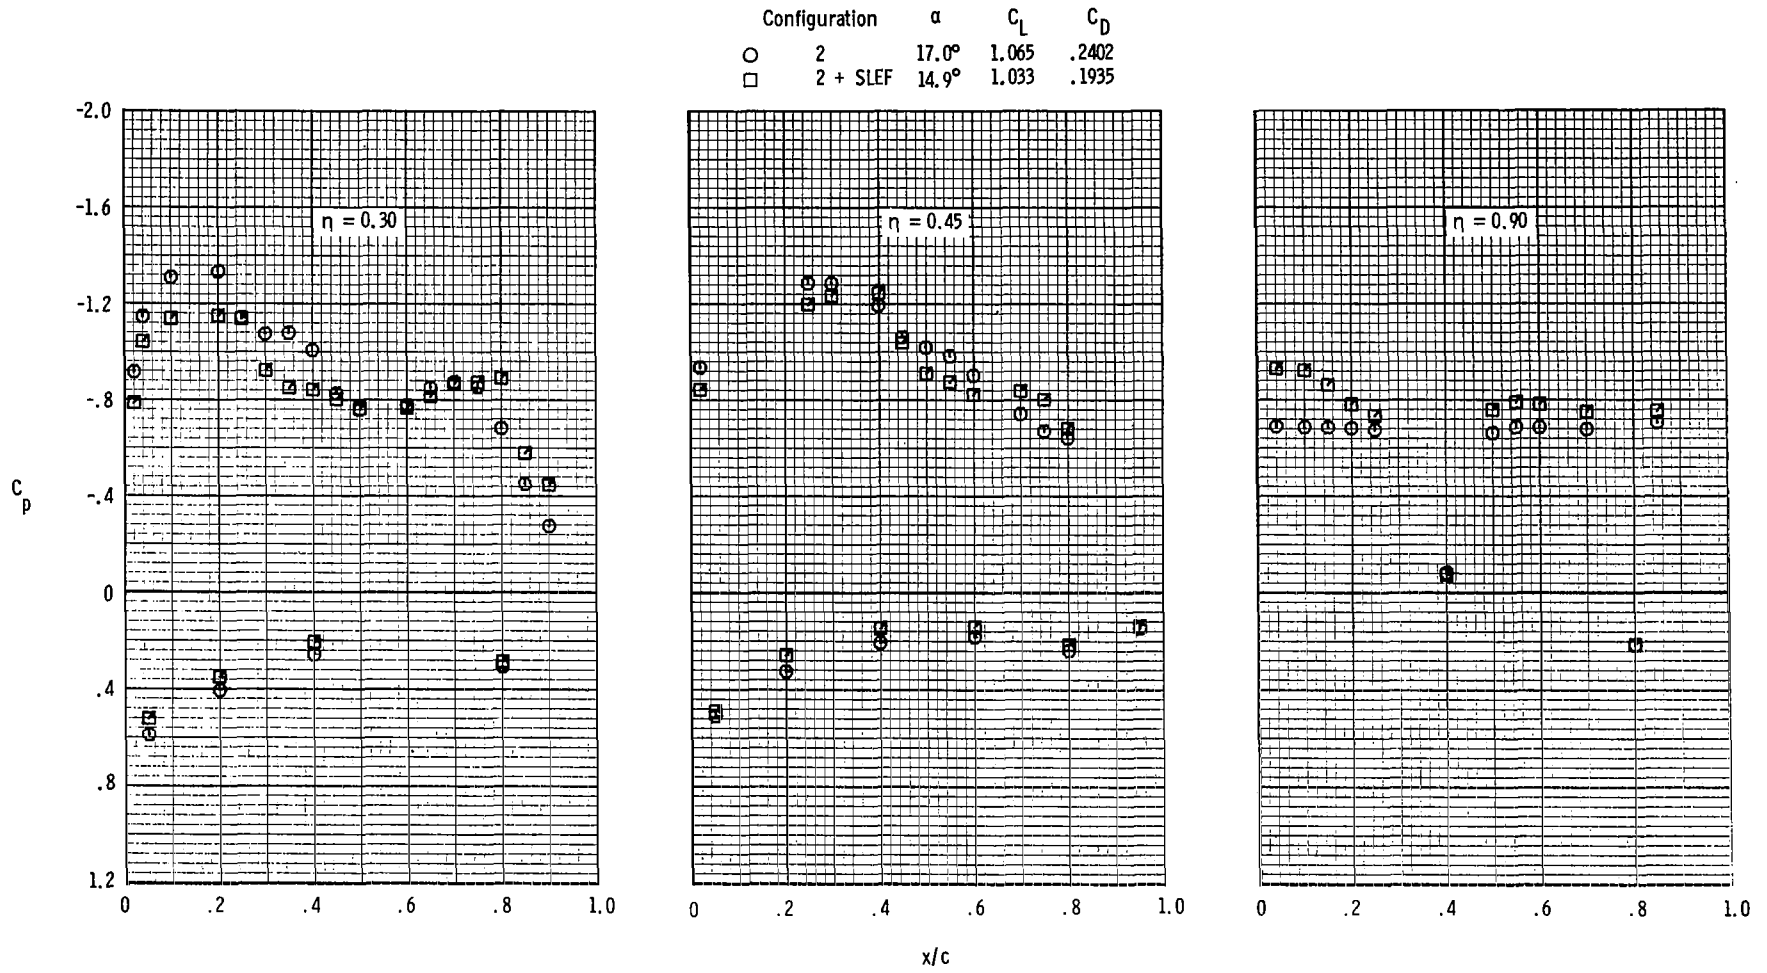 Configuration α C_L C_D
2 17.0° 1.065 .2402
2 + SLEF 14.9° 1.033 .1935
-2.0
-1.6
-1.2
-.8
-.4
0
.4
.8
1.2
C_p
η = 0.30
η = 0.45
η = 0.90
0 .2 .4 .6 .8 1.0
0 .2 .4 .6 .8 1.0
0 .2 .4 .6 .8 1.0
x/c